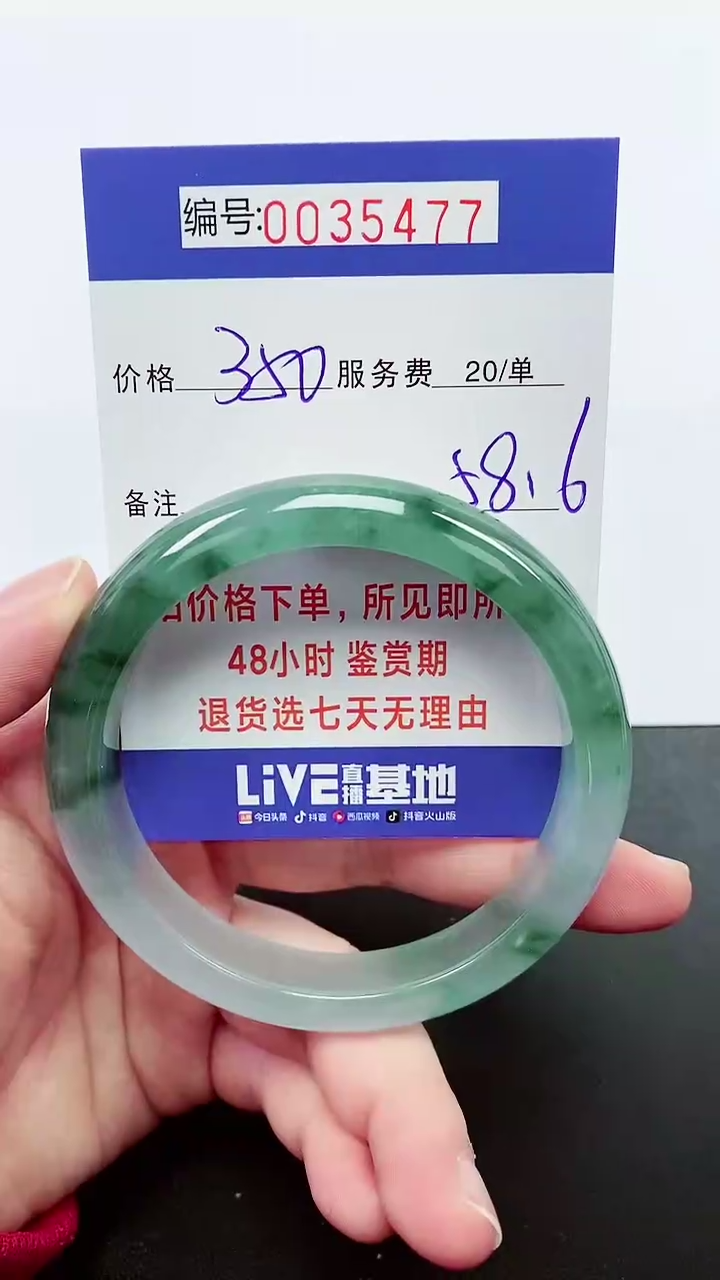 编号:0035477
价格 350 服务费 20/单
备注 58.6
价格下单，所见即所
48小时 鉴赏期
退货选七天无理由
LiVE直播基地
今日头条 抖音 西瓜视频 抖音火山版